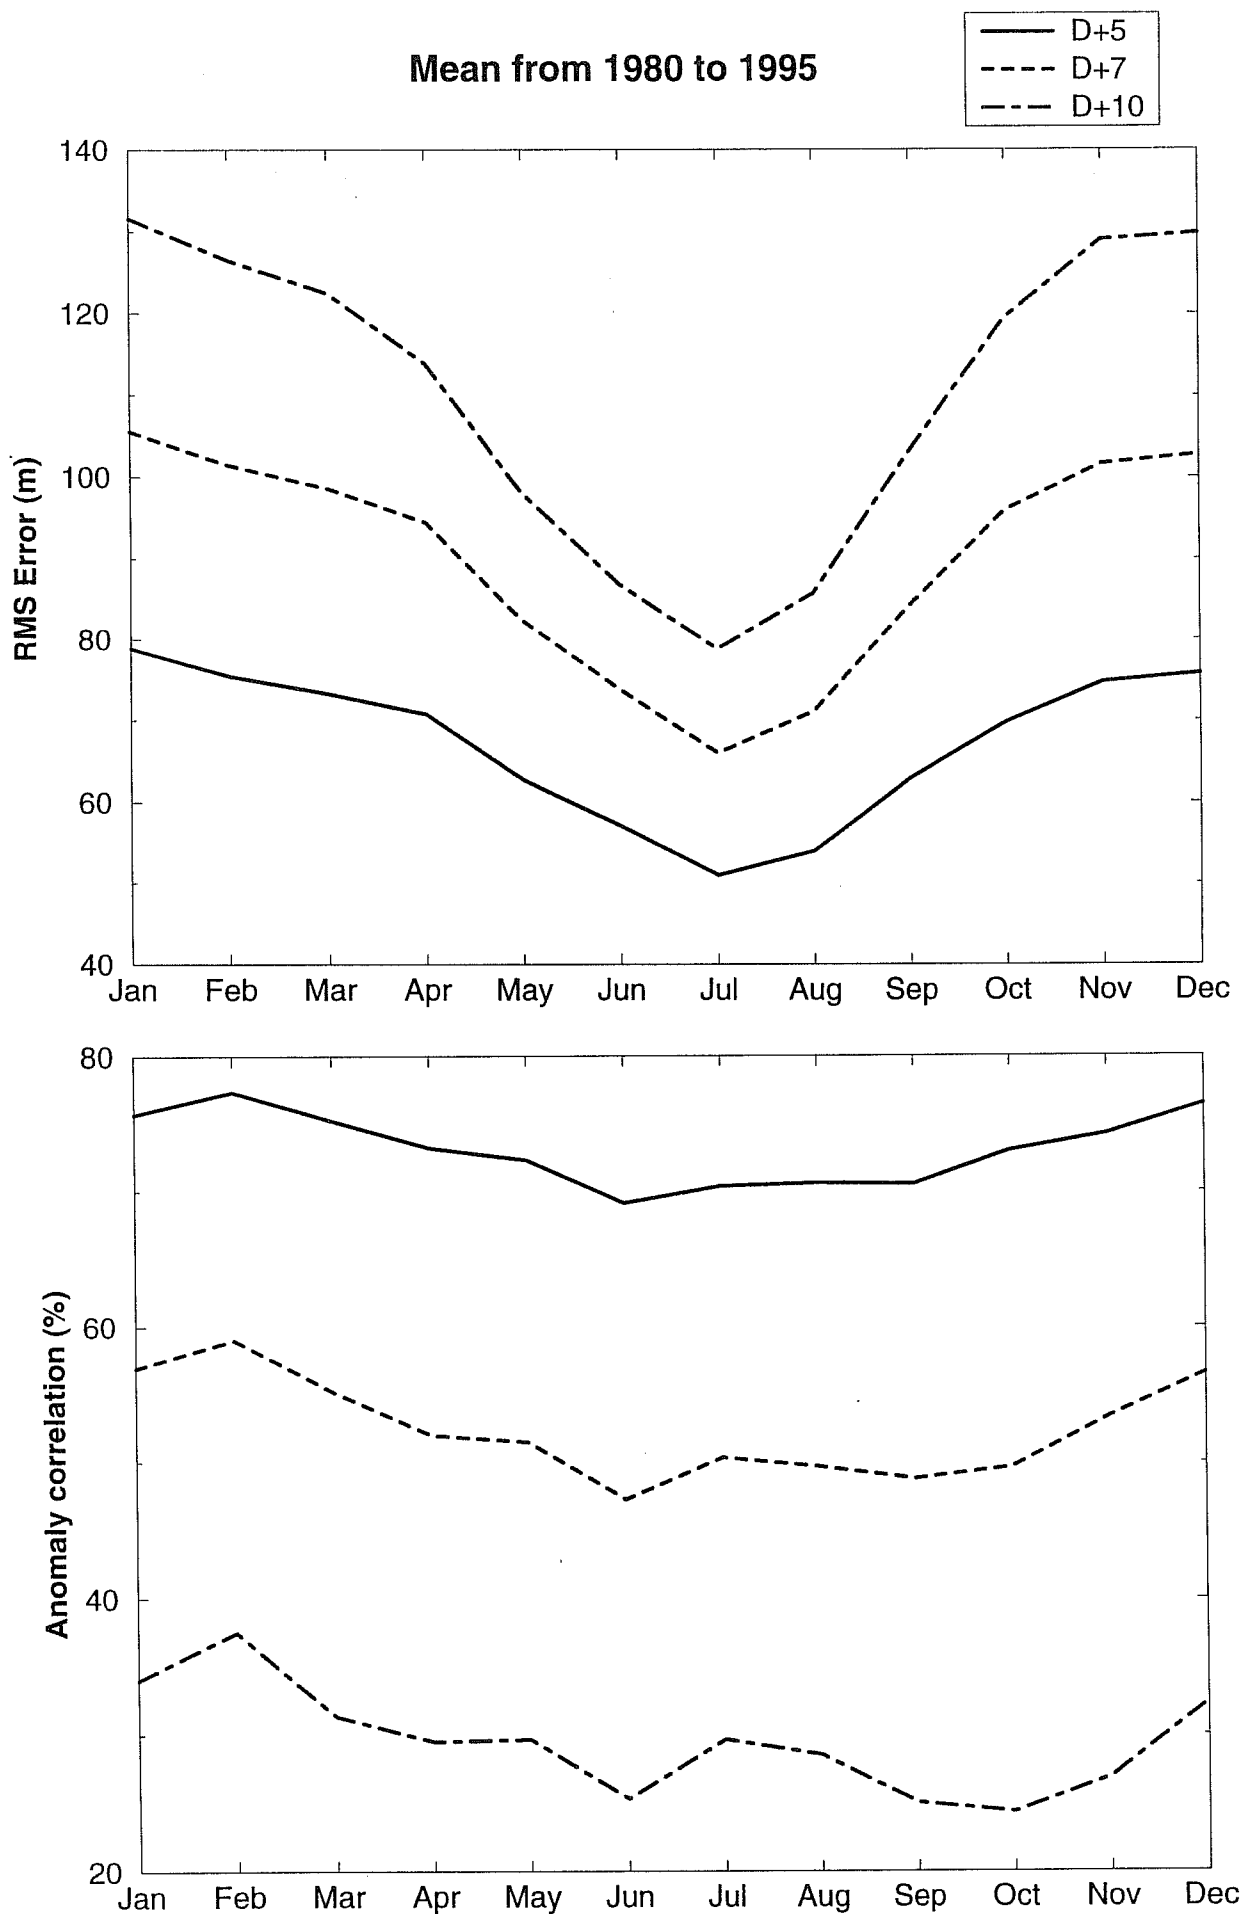 Mean from 1980 to 1995
D+5
D+7
D+10
140
120
100
80
60
40
RMS Error (m)
Jan Feb Mar Apr May Jun Jul Aug Sep Oct Nov Dec
80
60
40
20
Anomaly correlation (%)
Jan Feb Mar Apr May Jun Jul Aug Sep Oct Nov Dec